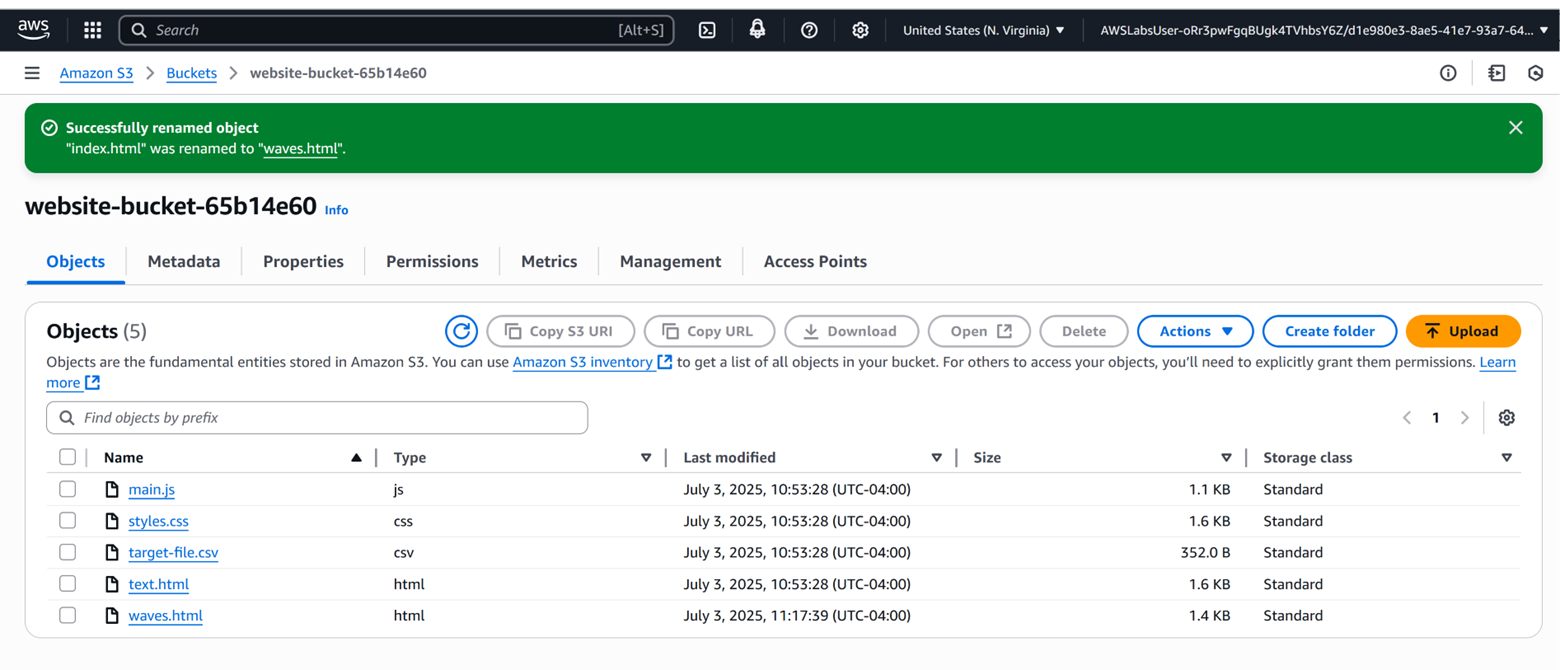 aws
Search [Alt+S] United States (N. Virginia) AWSLabsUser-oRr3pwFgqBUgk4TVhbsY6Z/d1e980e3-8ae5-41e7-93a7-64...
Amazon S3 Buckets website-bucket-65b14e60
Successfully renamed object
"index.html" was renamed to "waves.html".
website-bucket-65b14e60 Info
Objects Metadata Properties Permissions Metrics Management Access Points
Objects (5) Copy S3 URI Copy URL Download Open Delete Actions Create folder Upload
Objects are the fundamental entities stored in Amazon S3. You can use Amazon S3 inventory to get a list of all objects in your bucket. For others to access your objects, you’ll need to explicitly grant them permissions. Learn
more
Find objects by prefix 1
Name Type Last modified Size Storage class
main.js js July 3, 2025, 10:53:28 (UTC-04:00) 1.1 KB Standard
styles.css css July 3, 2025, 10:53:28 (UTC-04:00) 1.6 KB Standard
target-file.csv csv July 3, 2025, 10:53:28 (UTC-04:00) 352.0 B Standard
text.html html July 3, 2025, 10:53:28 (UTC-04:00) 1.6 KB Standard
waves.html html July 3, 2025, 11:17:39 (UTC-04:00) 1.4 KB Standard